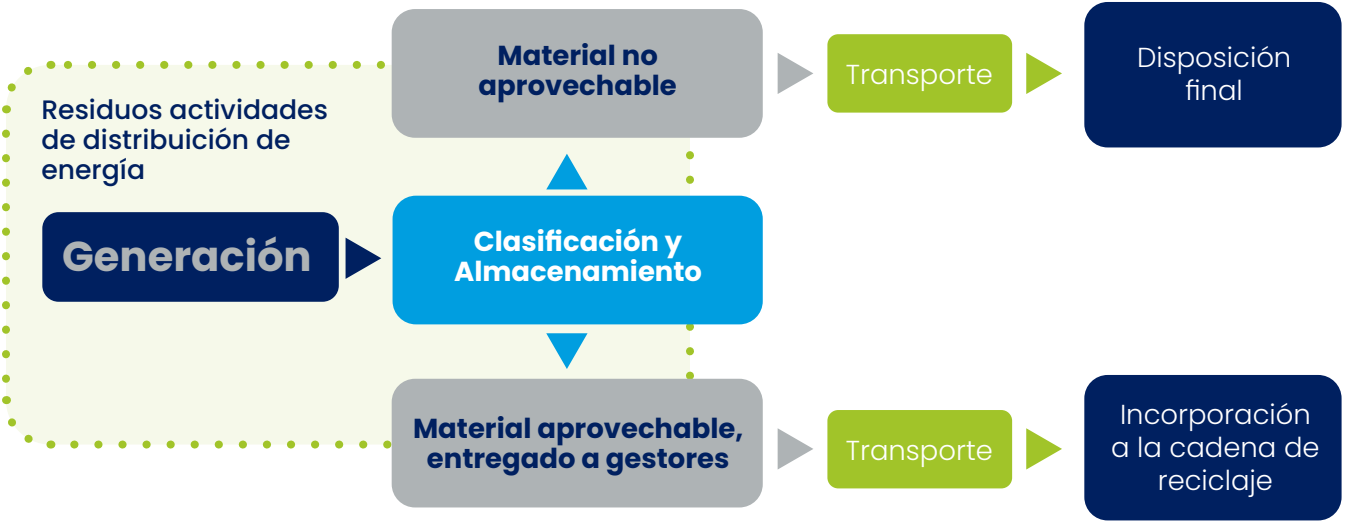 Residuos actividades
de distribuición de
energía
Generación
Clasificación y
Almacenamiento
Material no
aprovechable
Transporte
Disposición
final
Material aprovechable,
entregado a gestores
Transporte
Incorporación
a la cadena de
reciclaje